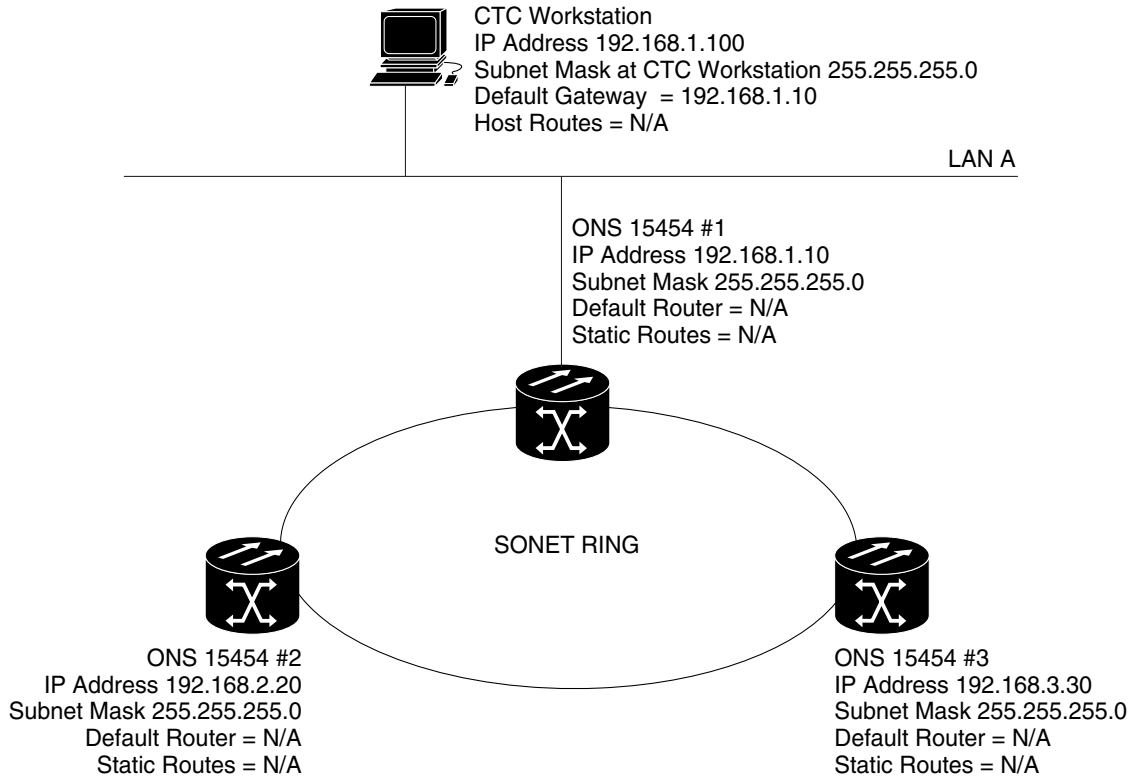 CTC Workstation
IP Address 192.168.1.100
Subnet Mask at CTC Workstation 255.255.255.0
Default Gateway = 192.168.1.10
Host Routes = N/A
LAN A
ONS 15454 #1
IP Address 192.168.1.10
Subnet Mask 255.255.255.0
Default Router = N/A
Static Routes = N/A
SONET RING
ONS 15454 #2
IP Address 192.168.2.20
Subnet Mask 255.255.255.0
Default Router = N/A
Static Routes = N/A
ONS 15454 #3
IP Address 192.168.3.30
Subnet Mask 255.255.255.0
Default Router = N/A
Static Routes = N/A